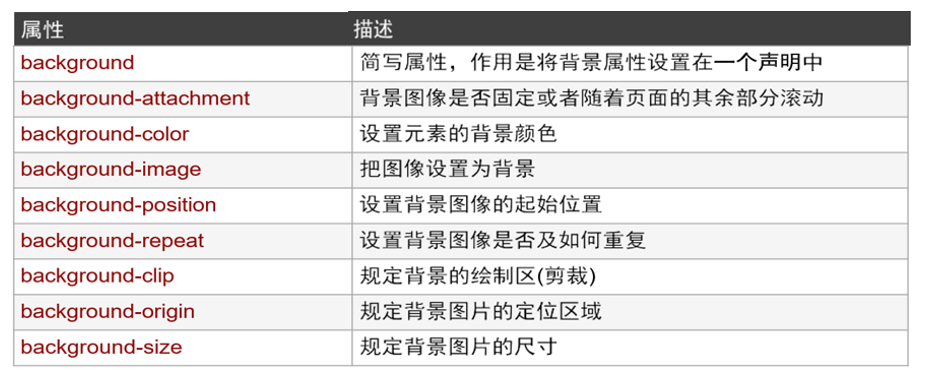 属性 描述
background 简写属性，作用是将背景属性设置在一个声明中
background-attachment 背景图像是否固定或者随着页面的其余部分滚动
background-color 设置元素的背景颜色
background-image 把图像设置为背景
background-position 设置背景图像的起始位置
background-repeat 设置背景图像是否及如何重复
background-clip 规定背景的绘制区(剪裁)
background-origin 规定背景图片的定位区域
background-size 规定背景图片的尺寸